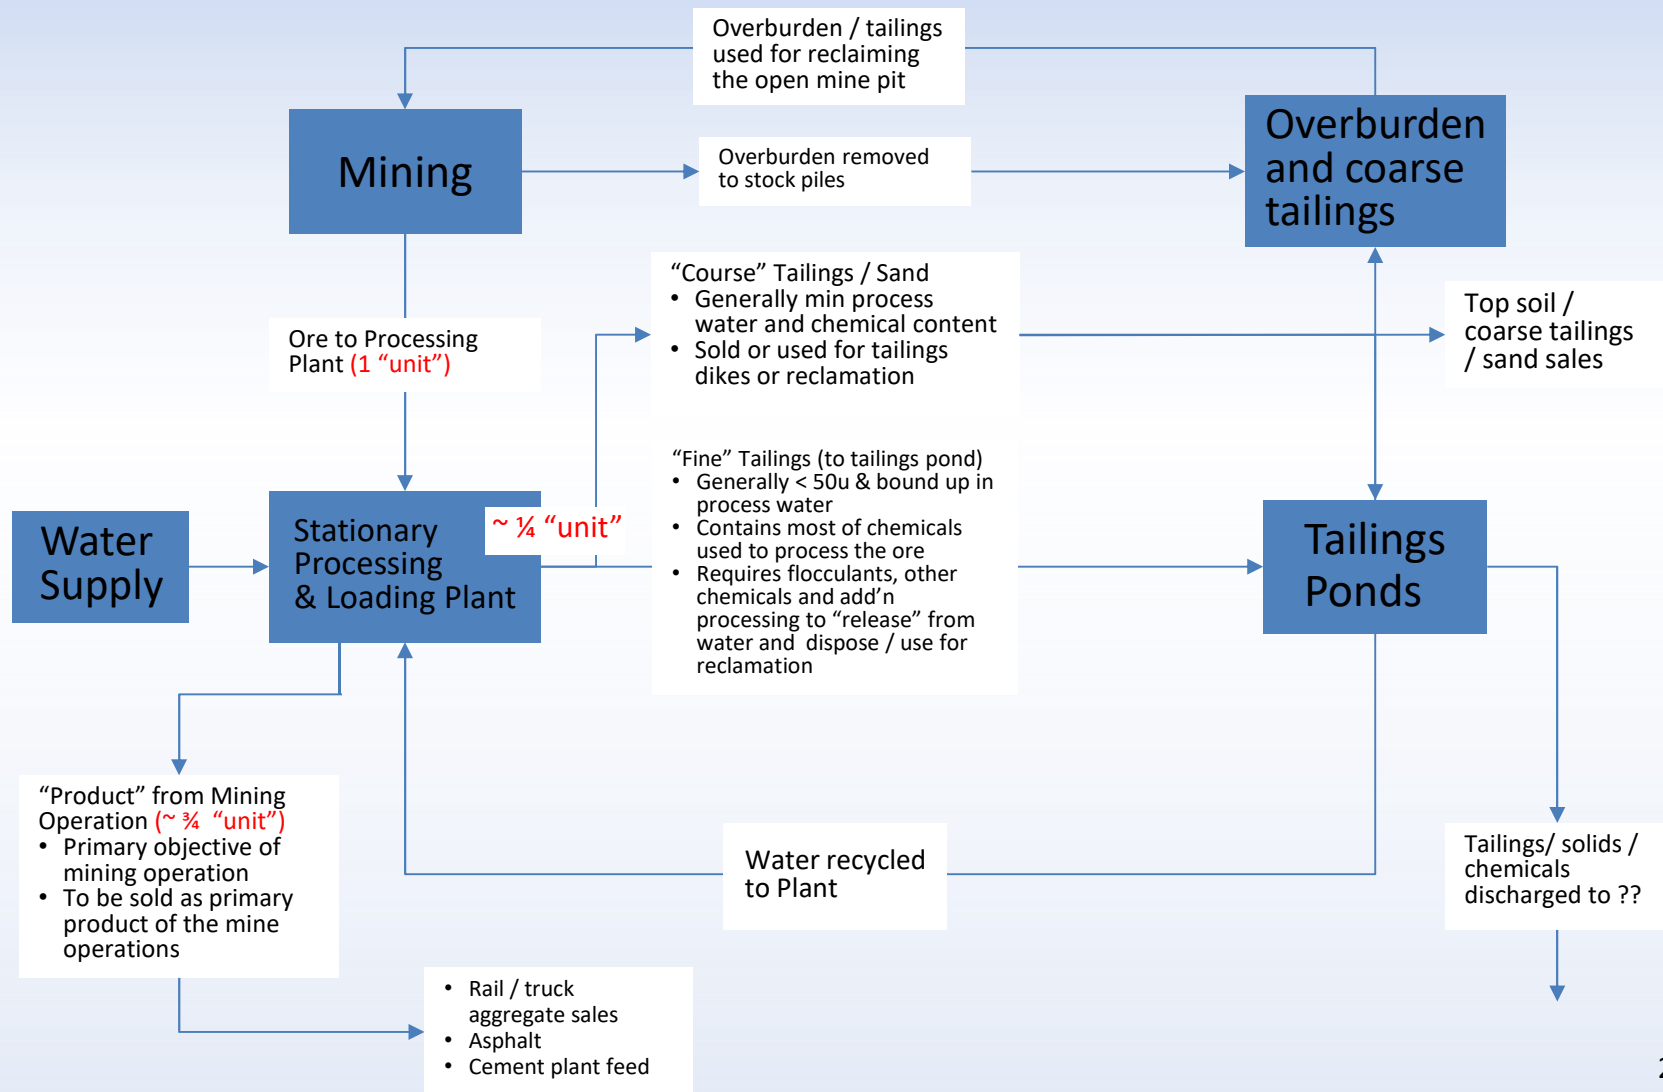 Overburden / tailings
used for reclaiming
the open mine pit
Mining
Overburden removed
to stock piles
Overburden
and coarse
tailings
“Course” Tailings / Sand
• Generally min process
water and chemical content
• Sold or used for tailings
dikes or reclamation
Top soil /
coarse tailings
/ sand sales
Ore to Processing
Plant (1 “unit”)
“Fine” Tailings (to tailings pond)
• Generally < 50u & bound up in
process water
• Contains most of chemicals
used to process the ore
• Requires flocculants, other
chemicals and add’n
processing to “release” from
water and dispose / use for
reclamation
Water
Supply
Stationary
Processing
& Loading Plant
~ ¼ “unit”
Tailings
Ponds
“Product” from Mining
Operation (~ ¾ “unit”)
• Primary objective of
mining operation
• To be sold as primary
product of the mine
operations
Water recycled
to Plant
Tailings/ solids /
chemicals
discharged to ??
• Rail / truck
aggregate sales
• Asphalt
• Cement plant feed